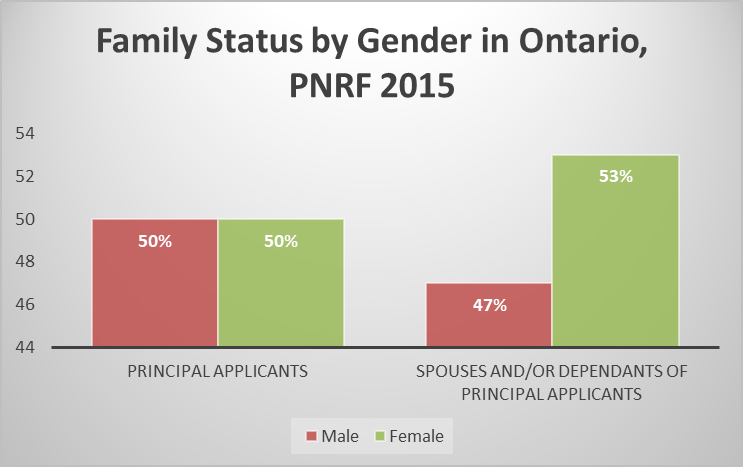 Family Status by Gender in Ontario,
PNRF 2015
54
52
50
48
46
44
50%
50%
47%
53%
PRINCIPAL APPLICANTS
SPOUSES AND/OR DEPENDANTS OF
PRINCIPAL APPLICANTS
Male
Female